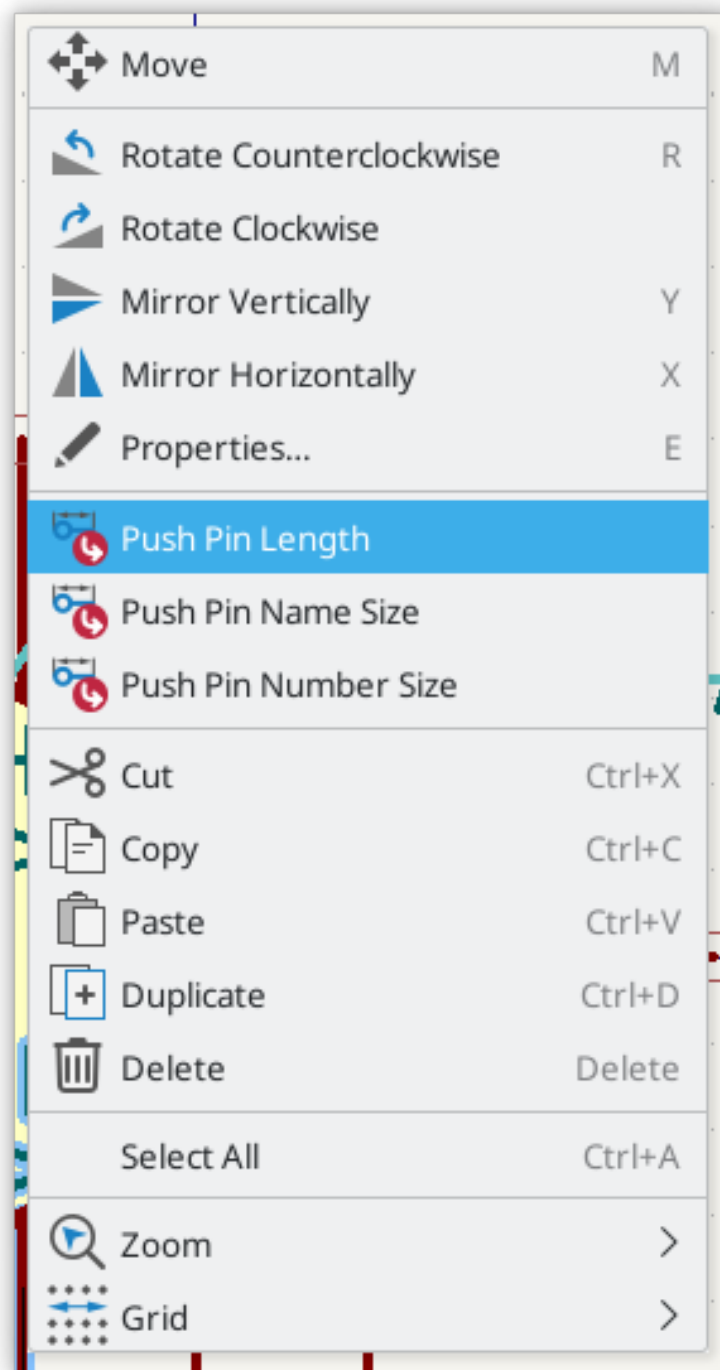 Move M
Rotate Counterclockwise R
Rotate Clockwise
Mirror Vertically Y
Mirror Horizontally X
Properties... E
Push Pin Length
Push Pin Name Size
Push Pin Number Size
Cut Ctrl+X
Copy Ctrl+C
Paste Ctrl+V
Duplicate Ctrl+D
Delete Delete
Select All Ctrl+A
Zoom
Grid